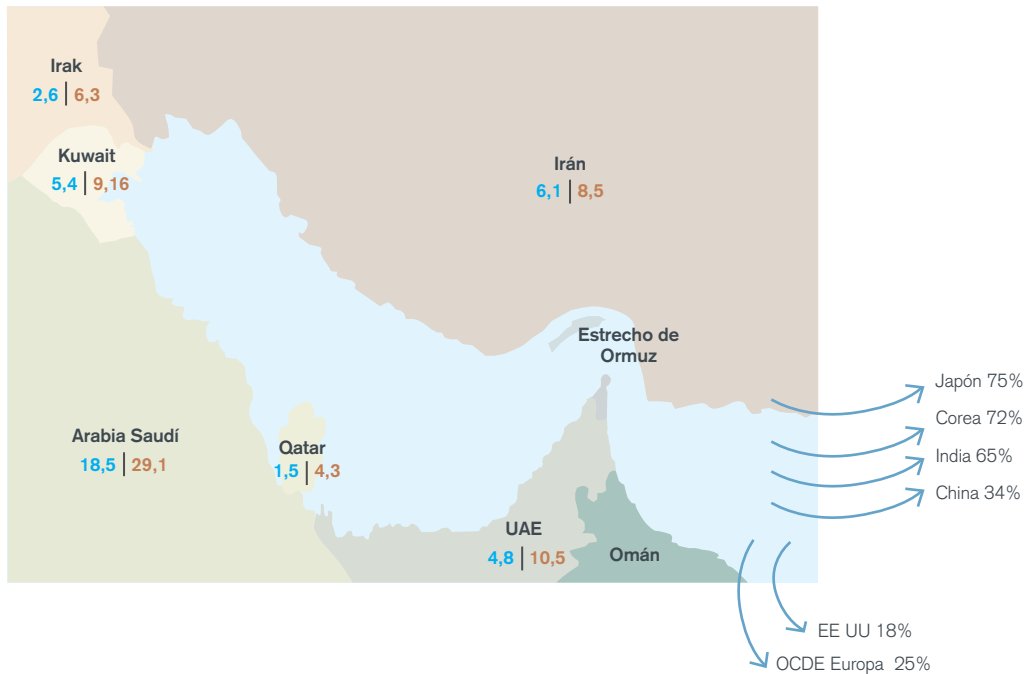 Irak
2,6 | 6,3
Kuwait
5,4 | 9,16
Irán
6,1 | 8,5
Estrecho de
Ormuz
Japón 75%
Corea 72%
India 65%
China 34%
Arabia Saudí
18,5 | 29,1
Qatar
1,5 | 4,3
UAE
4,8 | 10,5
Omán
EE UU 18%
OCDE Europa 25%